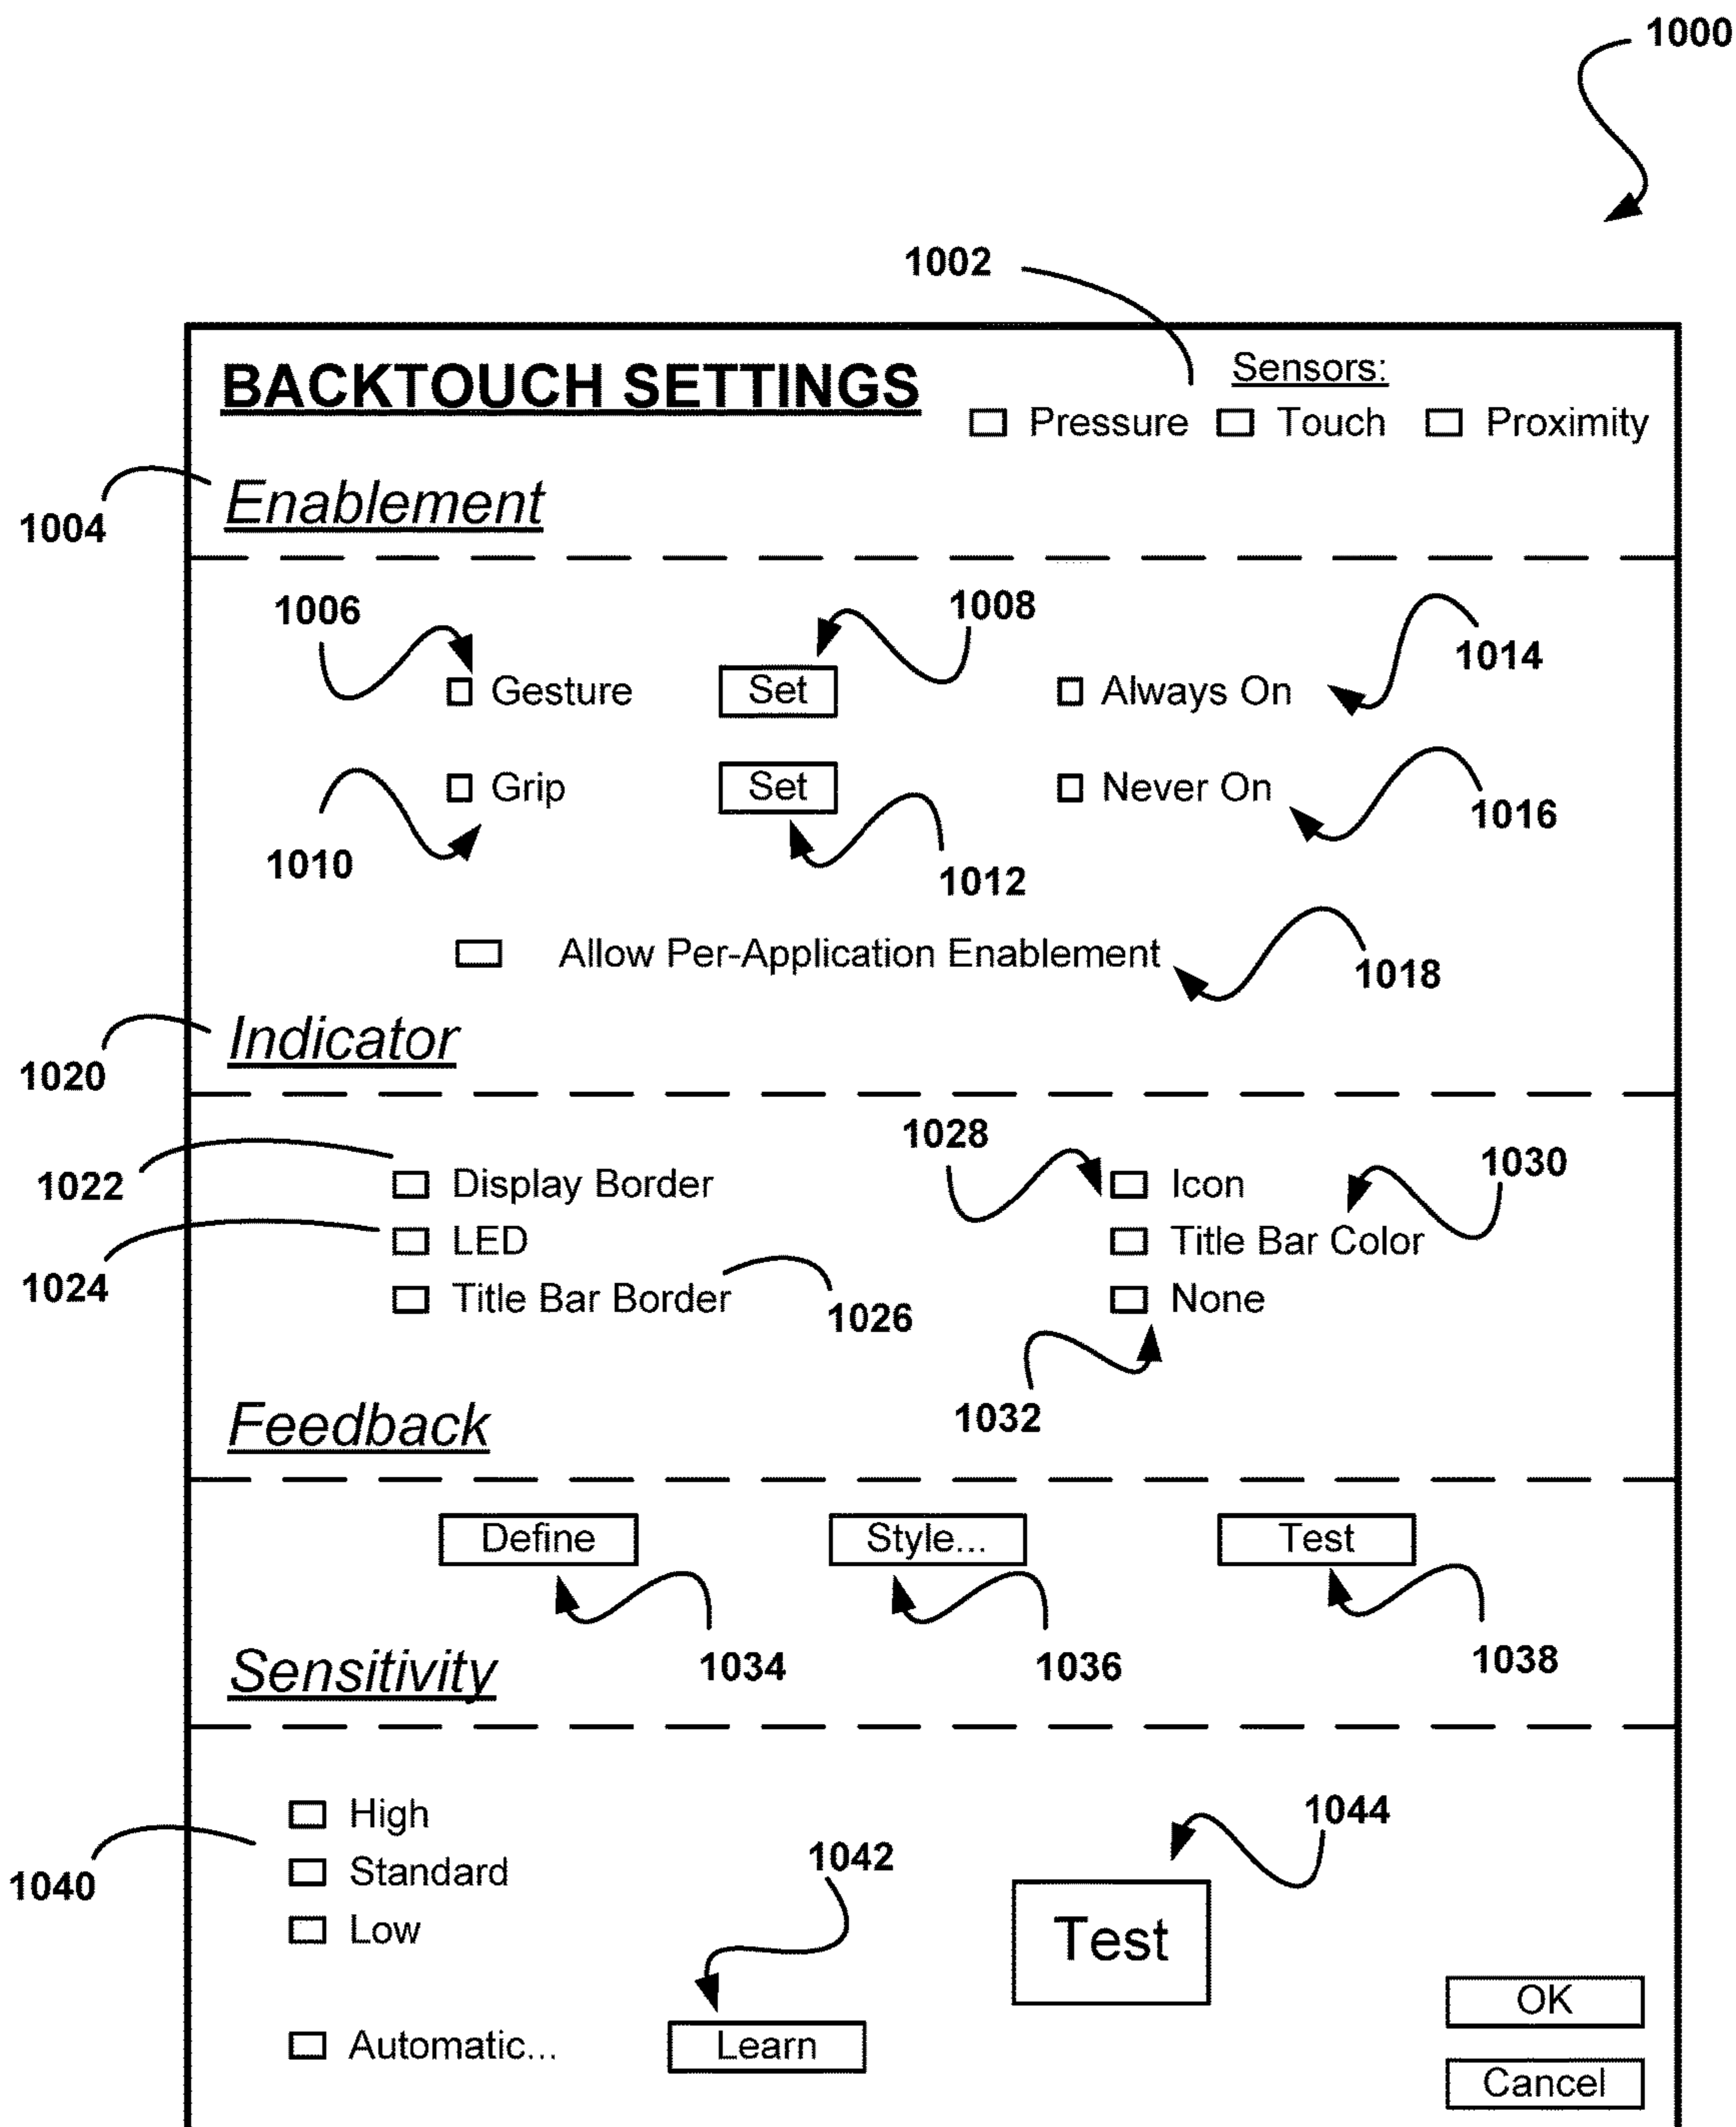 1000
1002
BACKTOUCH SETTINGS
Sensors:
Pressure Touch Proximity
1004
Enablement
1006 1008 1014
Gesture Set Always On
Grip Set Never On
1010 1012 1016
Allow Per-Application Enablement
1018
1020
Indicator
1022 1028 1030
Display Border Icon
1024
LED Title Bar Color
Title Bar Border None
1026
1032
Feedback
Define Style... Test
1034 1036 1038
Sensitivity
1040
High
Standard
Low
1042
1044
Test
Automatic... Learn
OK
Cancel